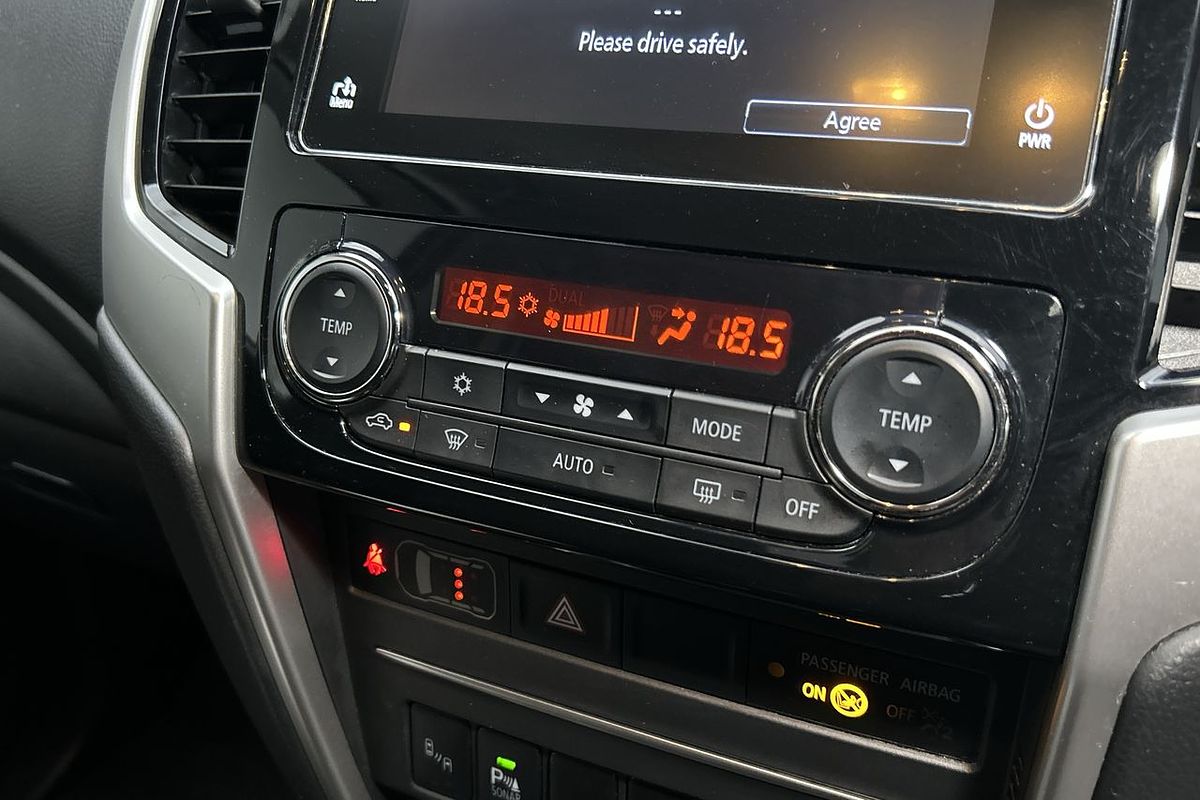 Please drive safely.
Agree
Menu
PWR
18.5
DUAL
18.5
TEMP
TEMP
MODE
AUTO
OFF
PASSENGER AIRBAG
ON
OFF
P
SONAR